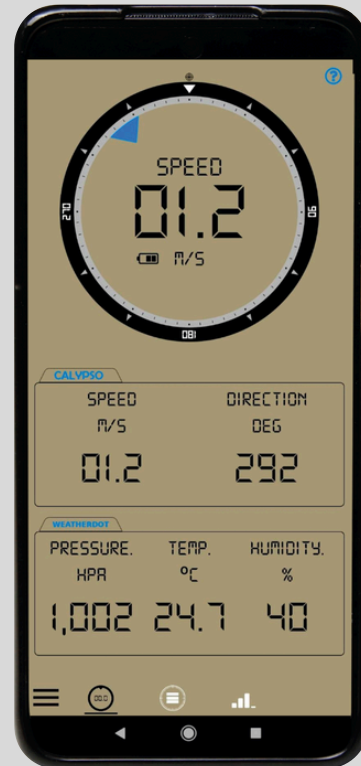 ?
SPEED
01.2
M/S
90
180
270
CALYPSO
SPEED DIRECTION
M/S DEG
01.2 292
WEATHERDOT
PRESSURE. TEMP. HUMIDITY.
HPA °C %
1,002 24.7 40
00.0